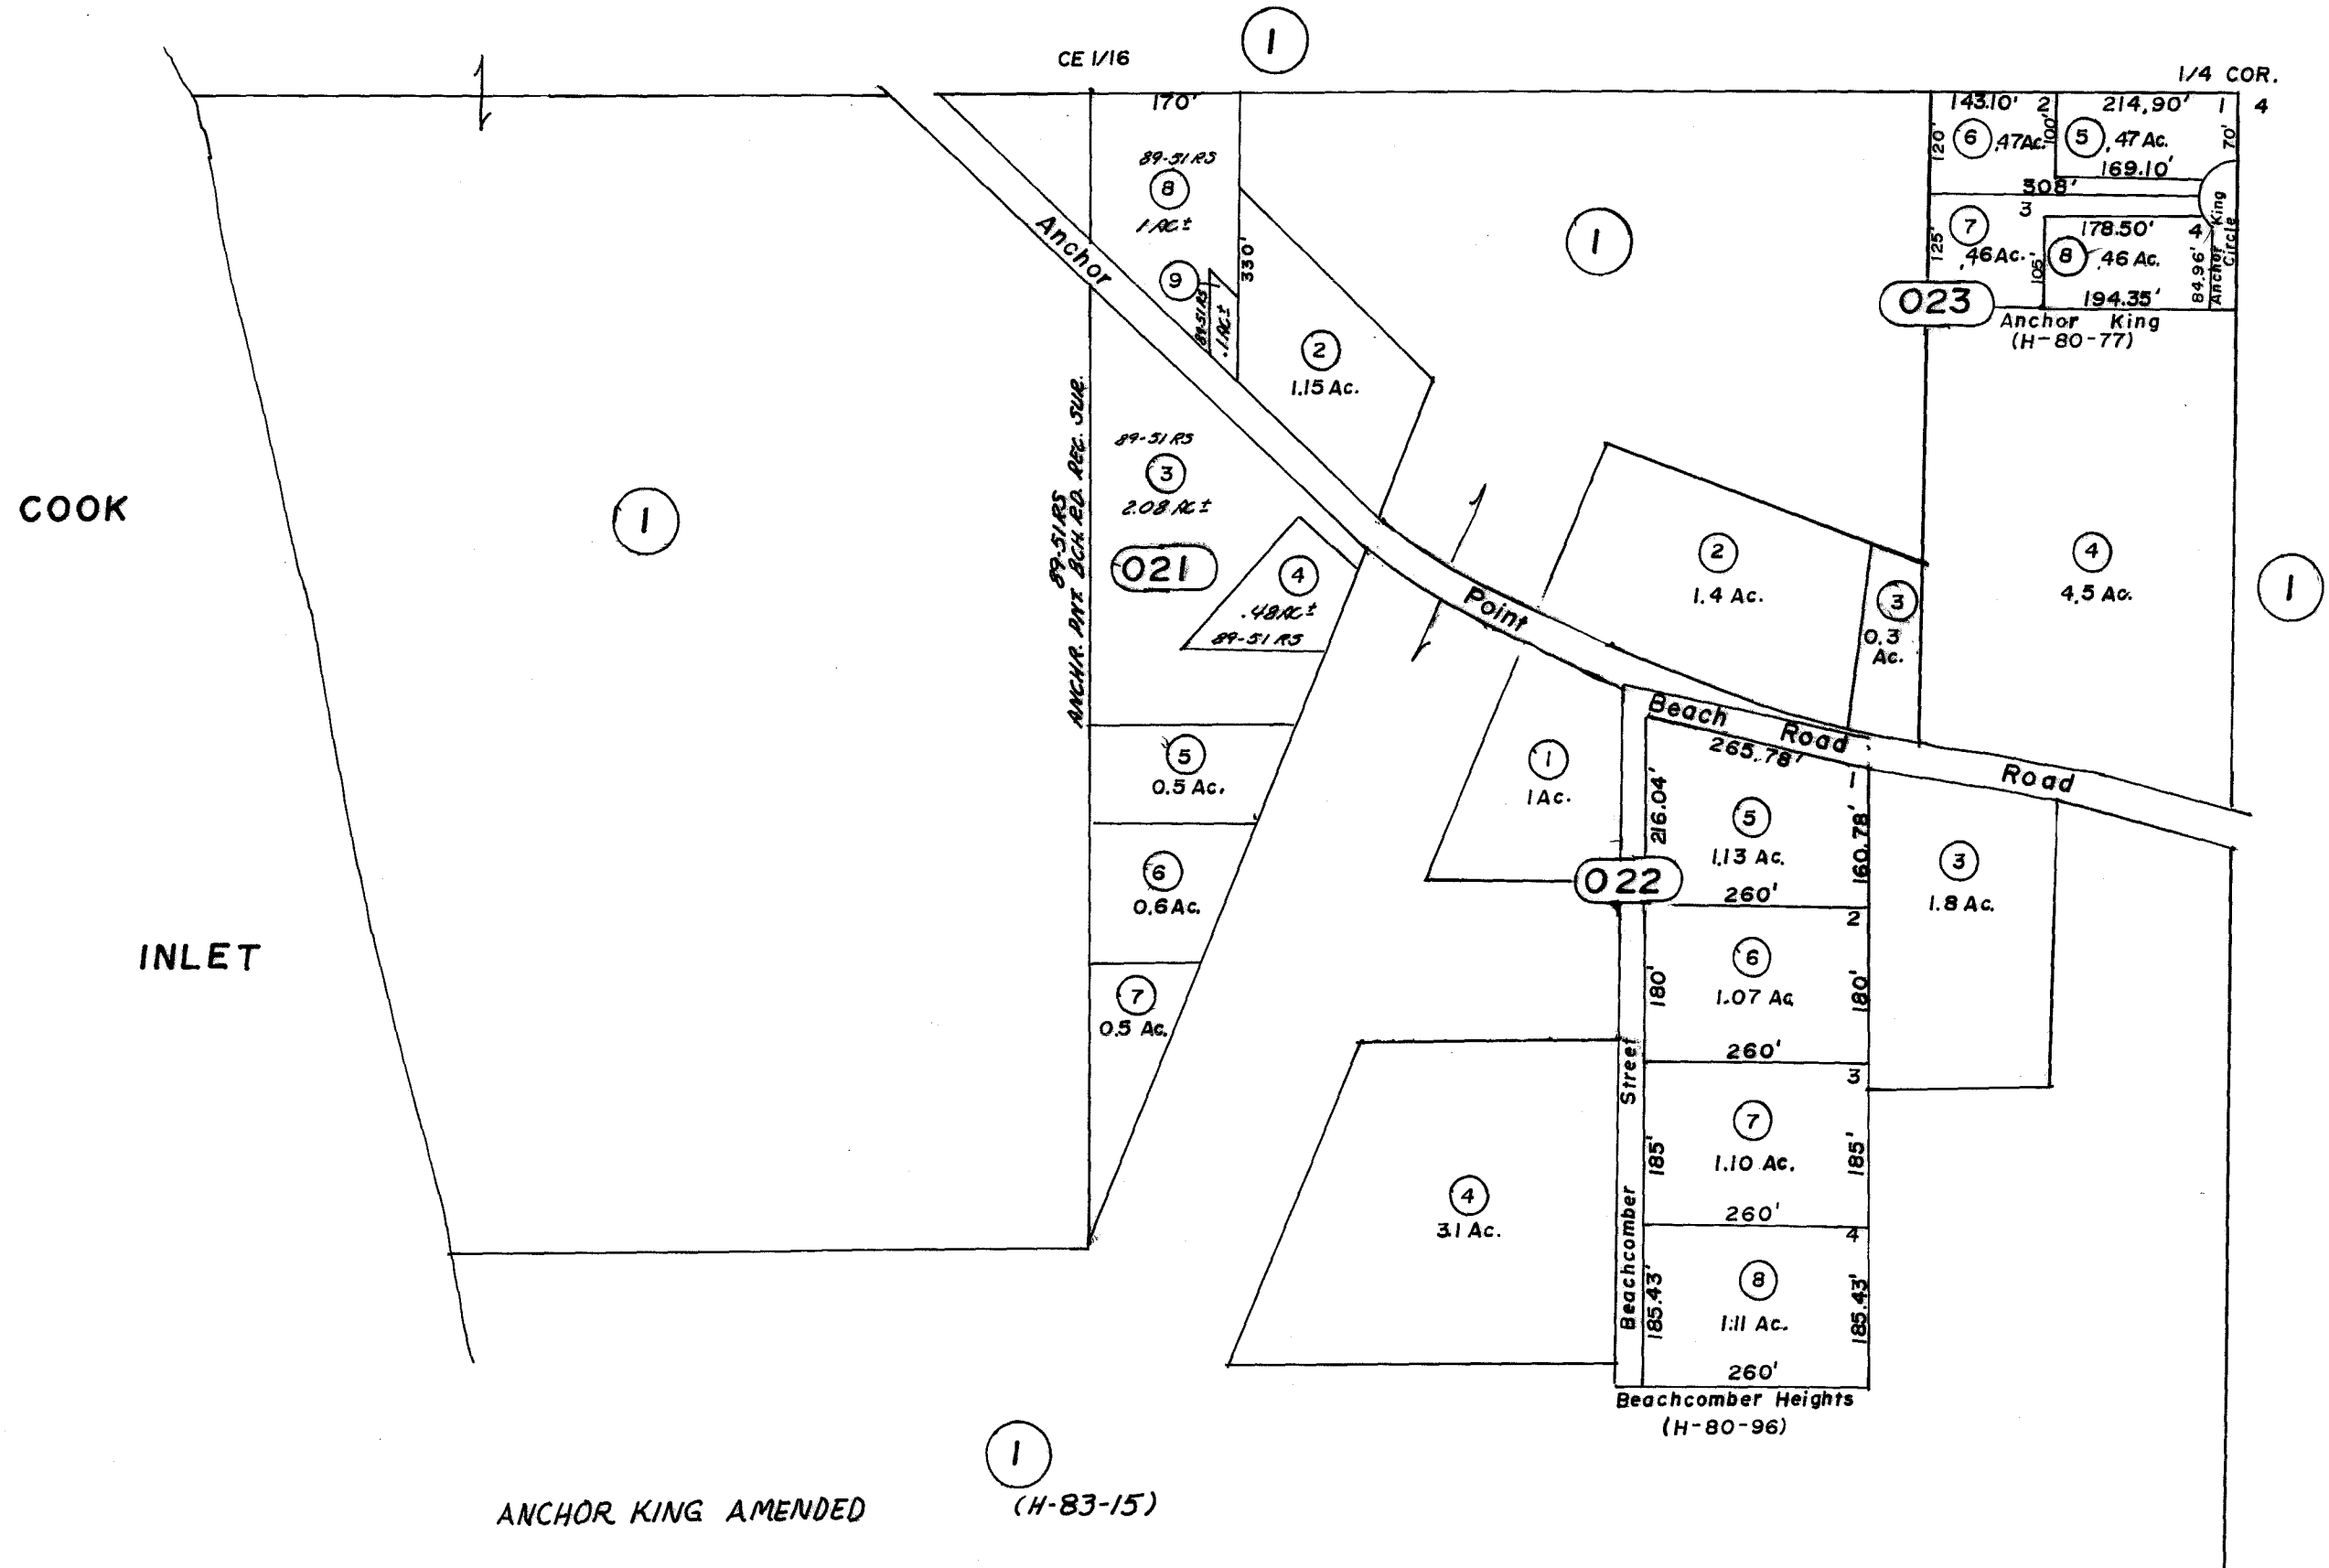 1
CE 1/16
1/4 COR.
170'
143.10'
2
214.90'
1
4
120'
6
.47Ac.
100'
5
.47 Ac.
70'
169.10'
308'
3
7
.46Ac.
125'
105'
178.50'
4
8
.46 Ac.
84.96'
Anchor King
Circle
194.35'
023
Anchor King
(H-80-77)
89-51 RS
8
1 AC±
330'
9
89-51 RS
.1 AC±
1
2
1.15 Ac.
Anchor
Point
Beach
Road
Road
COOK
INLET
1
89-51 RS
ANCHR. PNT. BCH. RD. REC. SUR.
89-51 RS
3
2.08 AC±
021
4
.48 AC±
89-51 RS
5
0.5 Ac.
6
0.6 Ac.
7
0.5 Ac.
2
1.4 Ac.
3
0.3
Ac.
4
4.5 Ac.
1
1
1 Ac.
265.78'
216.04'
1
5
1.13 Ac.
160.78'
260'
022
3
1.8 Ac.
2
6
1.07 Ac
180'
180'
260'
3
7
1.10 Ac.
185'
185'
260'
4
8
1.11 Ac.
185.43'
185.43'
260'
Beachcomber Street
4
3.1 Ac.
Beachcomber Heights
(H-80-96)
1
ANCHOR KING AMENDED (H-83-15)